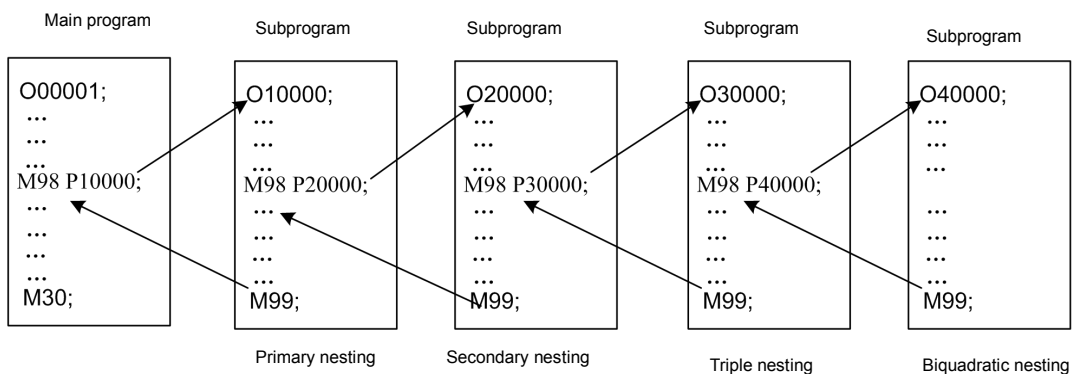 Main program
O00001;
...
...
...
M98 P10000;
...
...
...
...
M30;
Subprogram
O10000;
...
...
...
M98 P20000;
...
...
...
...
M99;
Primary nesting
Subprogram
O20000;
...
...
...
M98 P30000;
...
...
...
...
M99;
Secondary nesting
Subprogram
O30000;
...
...
...
M98 P40000;
...
...
...
...
M99;
Triple nesting
Subprogram
O40000;
...
...
...
...
...
...
...
M99;
Biquadratic nesting